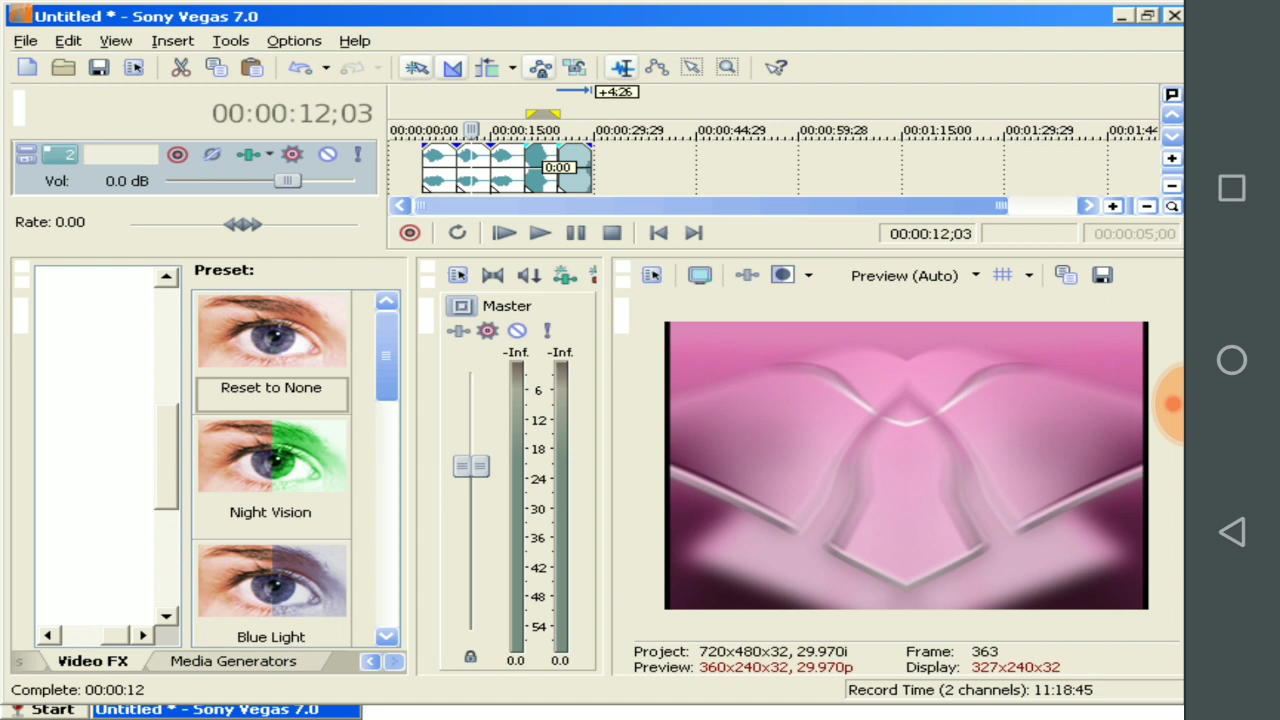 Untitled * - Sony Vegas 7.0
File Edit View Insert Tools Options Help
+4:26
00:00:12;03
00:00:00:00 00:00:15:00 00:00:29:29 00:00:44:29 00:00:59:28 00:01:15:00 00:01:29:29 00:01:44
2
0:00
Vol: 0.0 dB
Rate: 0.00
00:00:12;03 00:00:05;00
Preset:
Reset to None
Night Vision
Blue Light
s Video FX Media Generators
Master
-Inf. -Inf.
6
12
18
24
30
36
42
48
54
0.0 0.0
Preview (Auto)
Project: 720x480x32, 29.970i Frame: 363
Preview: 360x240x32, 29.970p Display: 327x240x32
Complete: 00:00:12
Record Time (2 channels): 11:18:45
Start Untitled * - Sony Vegas 7.0